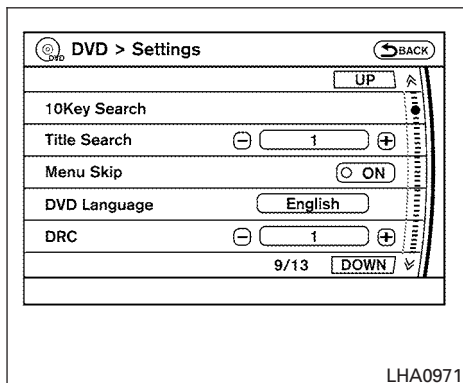 DVD DVD > Settings BACK
UP
10Key Search
Title Search 1
Menu Skip ON
DVD Language English
DRC 1
9/13 DOWN
LHA0971